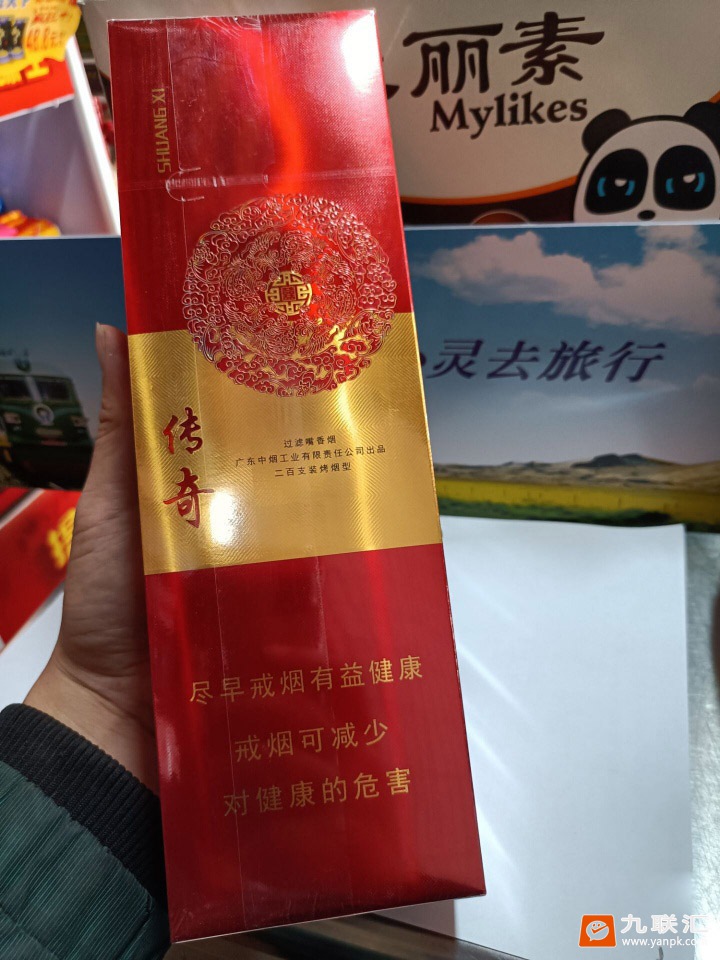 丽素
Mylikes
SHUANG XI
灵去旅行
传奇
过滤嘴香烟
广东中烟工业有限责任公司出品
二百支装烤烟型
尽早戒烟有益健康
戒烟可减少
对健康的危害
九联汇
www.yanpk.com